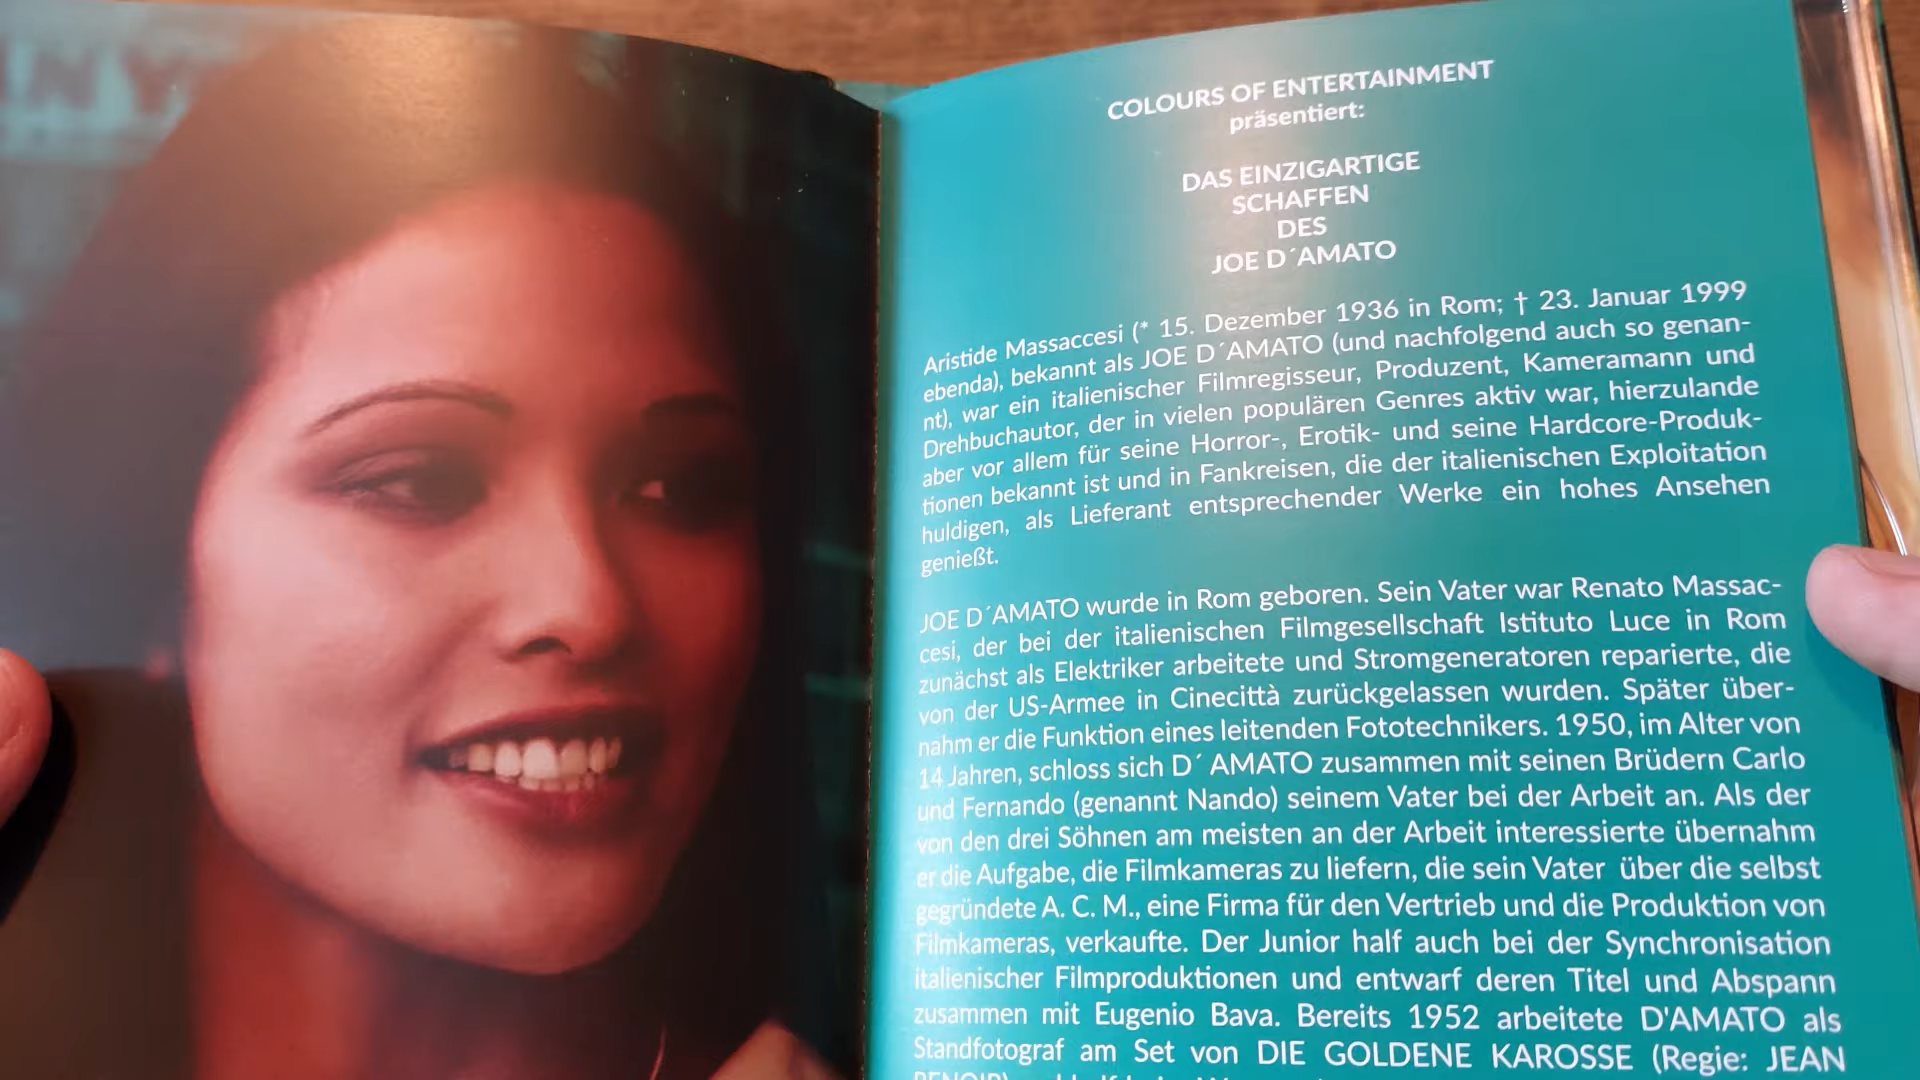 NY
COLOURS OF ENTERTAINMENT
präsentiert:
DAS EINZIGARTIGE
SCHAFFEN
DES
JOE D´AMATO
Aristide Massaccesi (* 15. Dezember 1936 in Rom; † 23. Januar 1999
ebenda), bekannt als JOE D´AMATO (und nachfolgend auch so genan-
nt), war ein italienischer Filmregisseur, Produzent, Kameramann und
Drehbuchautor, der in vielen populären Genres aktiv war, hierzulande
aber vor allem für seine Horror-, Erotik- und seine Hardcore-Produk-
tionen bekannt ist und in Fankreisen, die der italienischen Exploitation
huldigen, als Lieferant entsprechender Werke ein hohes Ansehen
genießt.
JOE D´AMATO wurde in Rom geboren. Sein Vater war Renato Massac-
cesi, der bei der italienischen Filmgesellschaft Istituto Luce in Rom
zunächst als Elektriker arbeitete und Stromgeneratoren reparierte, die
von der US-Armee in Cinecittà zurückgelassen wurden. Später über-
nahm er die Funktion eines leitenden Fototechnikers. 1950, im Alter von
14 Jahren, schloss sich D´ AMATO zusammen mit seinen Brüdern Carlo
und Fernando (genannt Nando) seinem Vater bei der Arbeit an. Als der
von den drei Söhnen am meisten an der Arbeit interessierte übernahm
er die Aufgabe, die Filmkameras zu liefern, die sein Vater über die selbst
gegründete A. C. M., eine Firma für den Vertrieb und die Produktion von
Filmkameras, verkaufte. Der Junior half auch bei der Synchronisation
italienischer Filmproduktionen und entwarf deren Titel und Abspann
zusammen mit Eugenio Bava. Bereits 1952 arbeitete D'AMATO als
Standfotograf am Set von DIE GOLDENE KAROSSE (Regie: JEAN